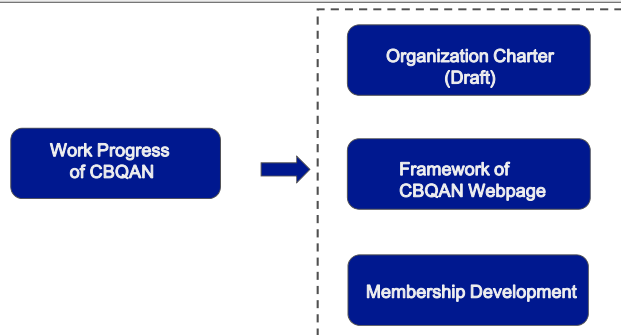 Work Progress
of CBQAN
Organization Charter
(Draft)
Framework of
CBQAN Webpage
Membership Development